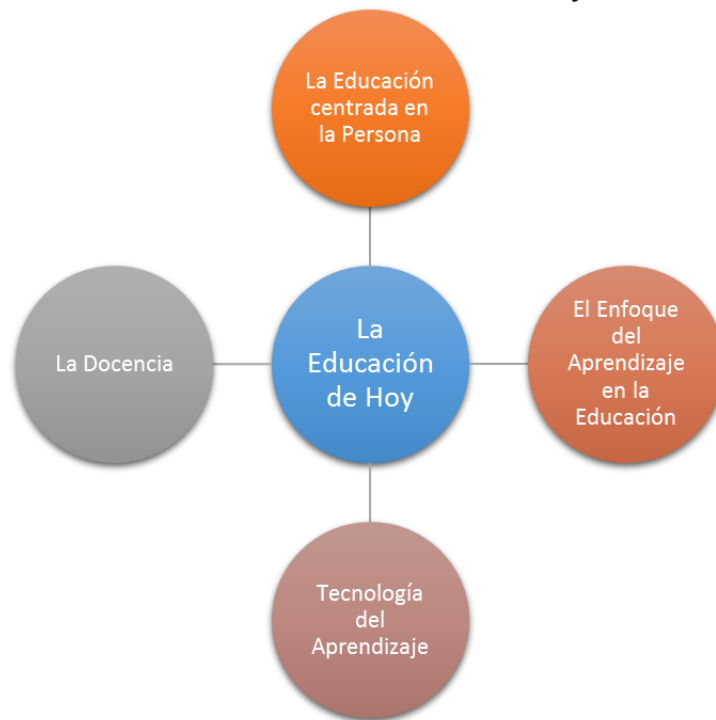 La Educación
centrada en
la Persona
La Docencia
La
Educación
de Hoy
El Enfoque
del
Aprendizaje
en la
Educación
Tecnología
del
Aprendizaje